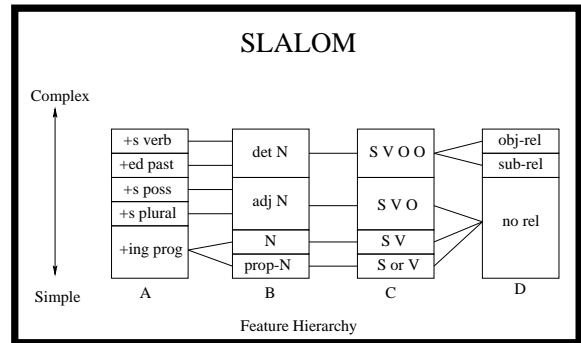 SLALOM
Complex
+s verb
+ed past
+s poss
+s plural
+ing prog
det N
adj N
N
prop-N
S V O O
S V O
S V
S or V
obj-rel
sub-rel
no rel
Simple
A
B
C
D
Feature Hierarchy